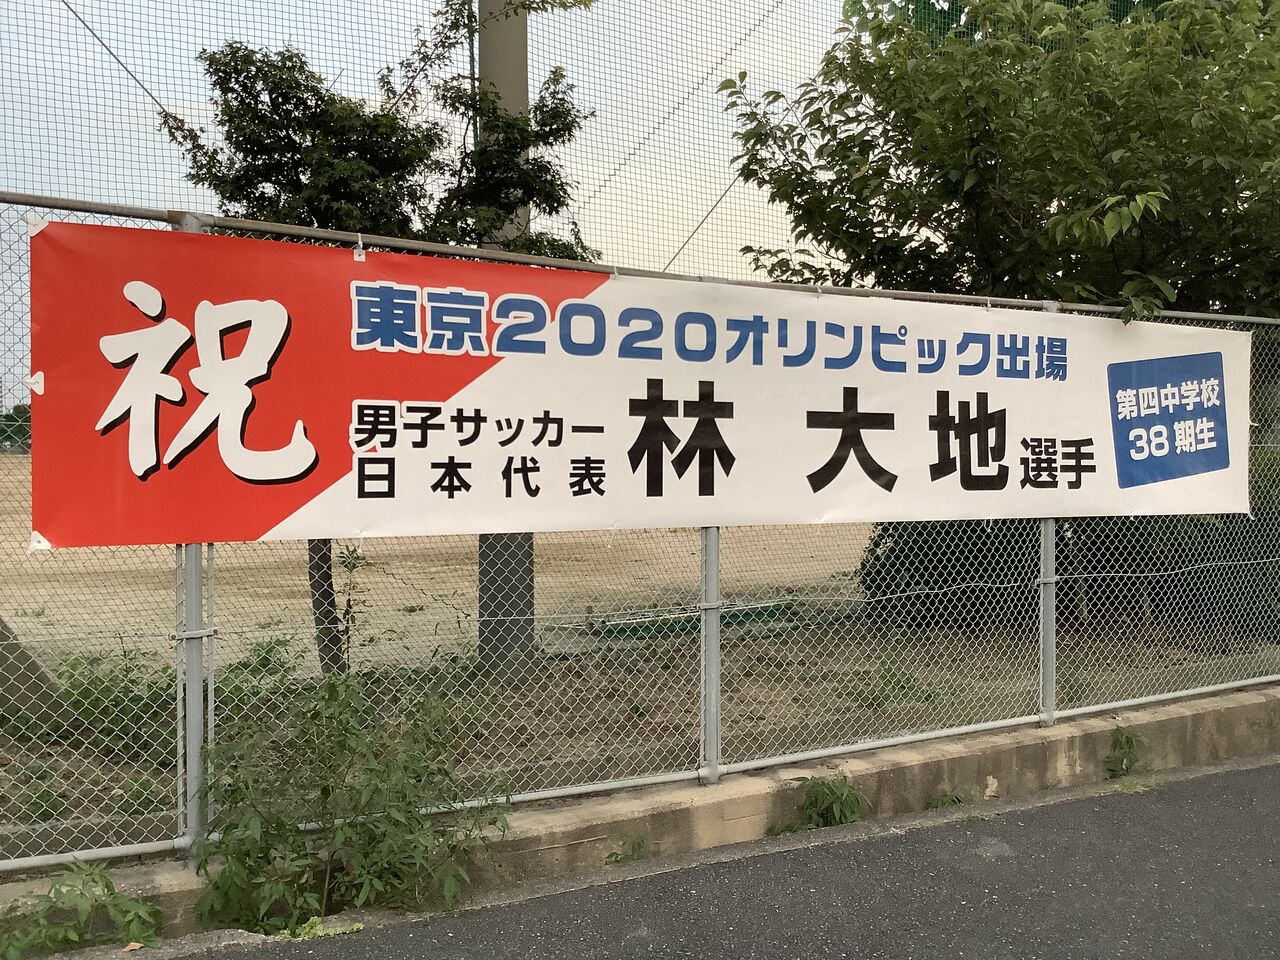 祝
東京2020オリンピック出場
男子サッカー
日本代表
林 大地選手
第四中学校
38期生